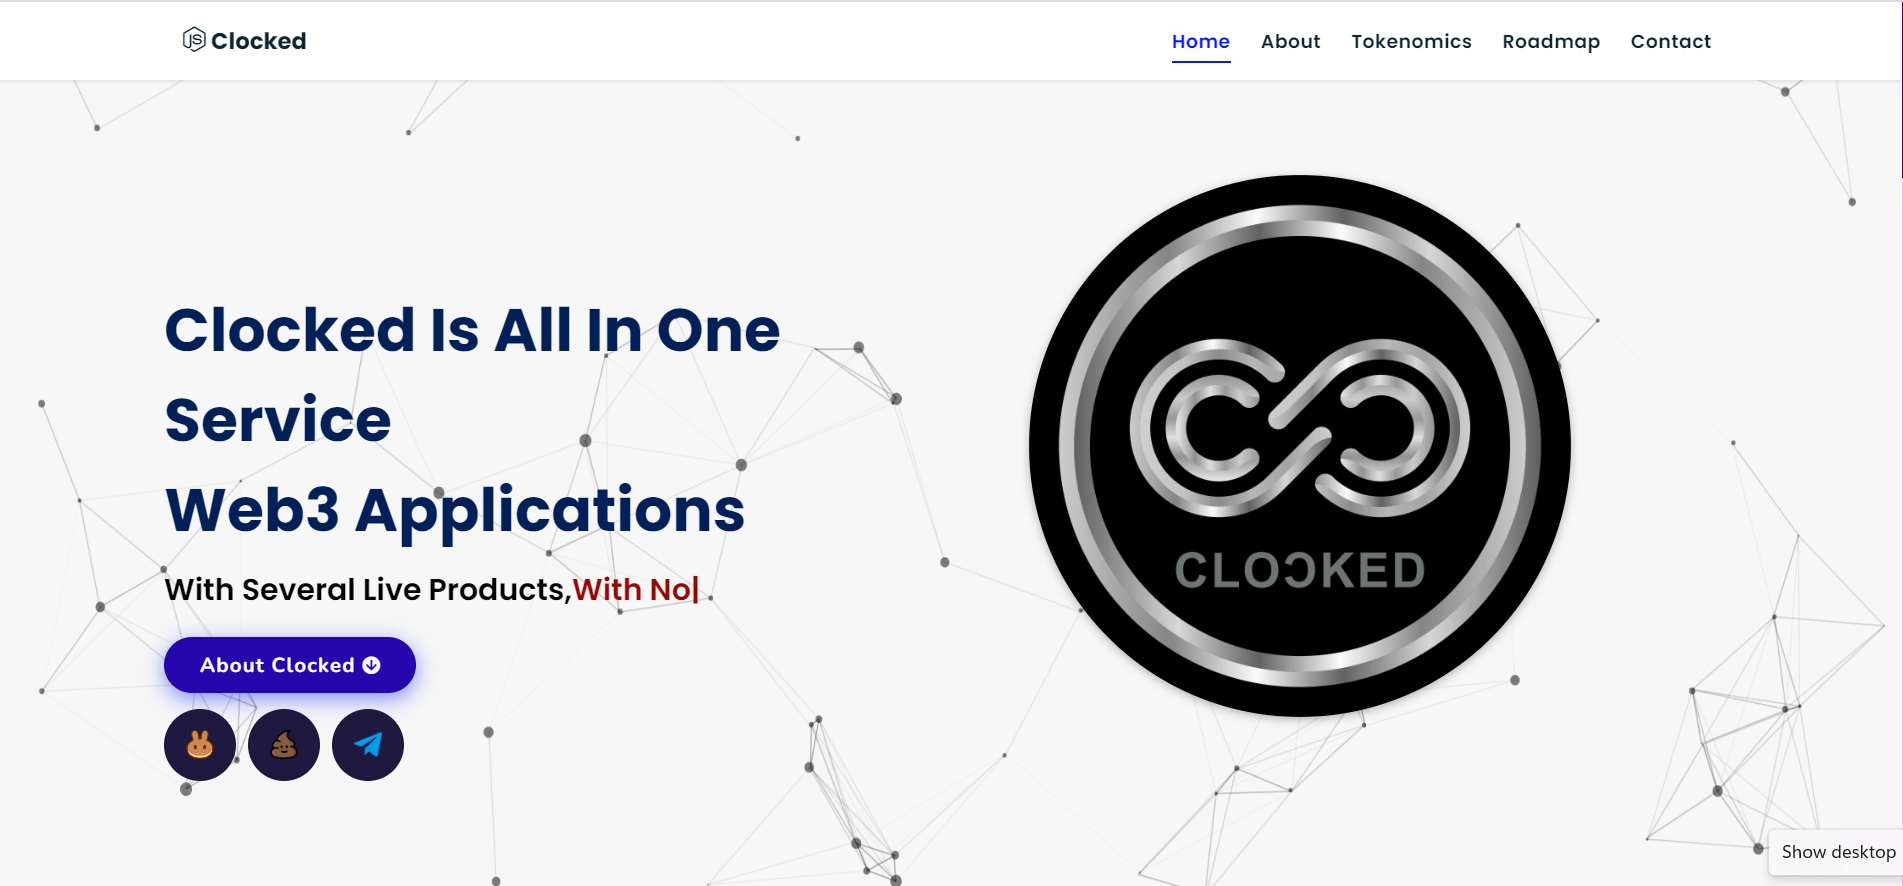 Clocked
Home About Tokenomics Roadmap Contact
Clocked Is All In One
Service
Web3 Applications
With Several Live Products,With No|
About Clocked
CLOCKED
Show desktop